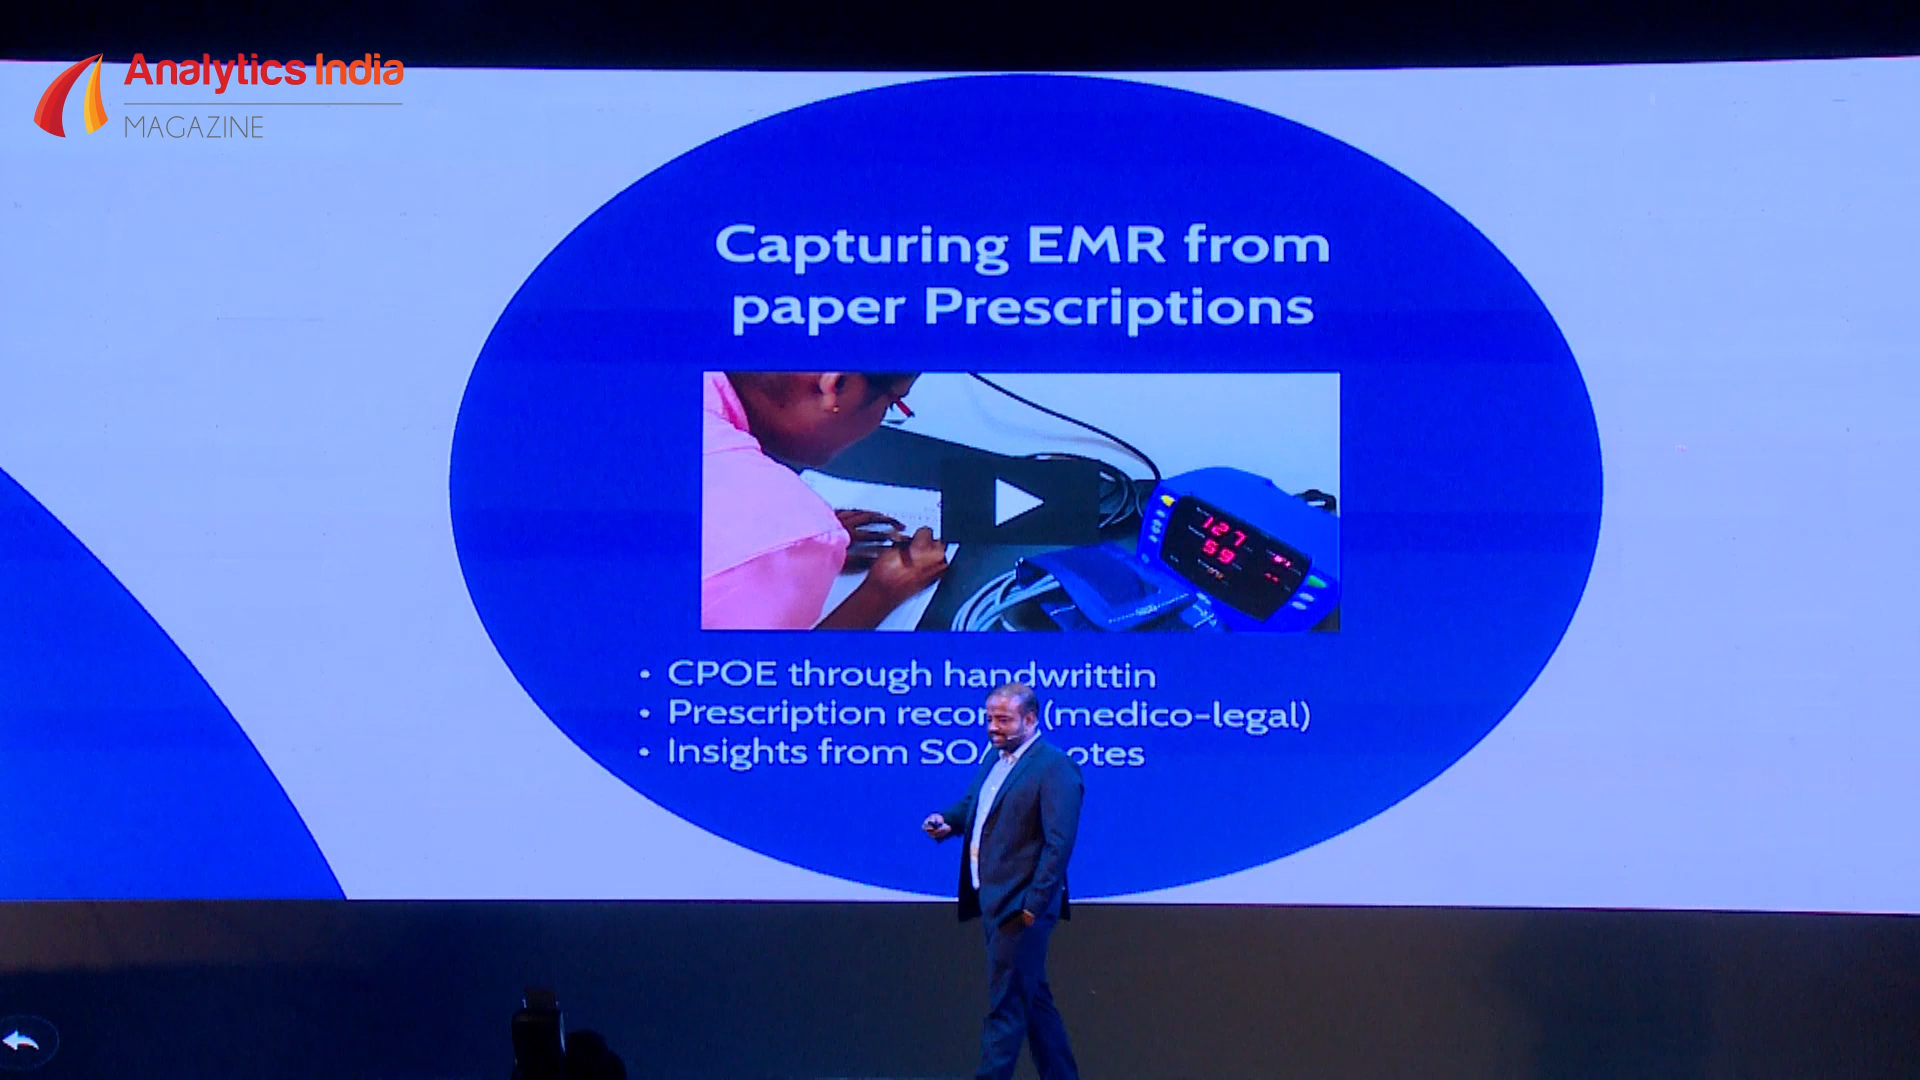 Analytics India
MAGAZINE
Capturing EMR from
paper Prescriptions
127
59
• CPOE through handwrittin
• Prescription (medico-legal)
• Insights from